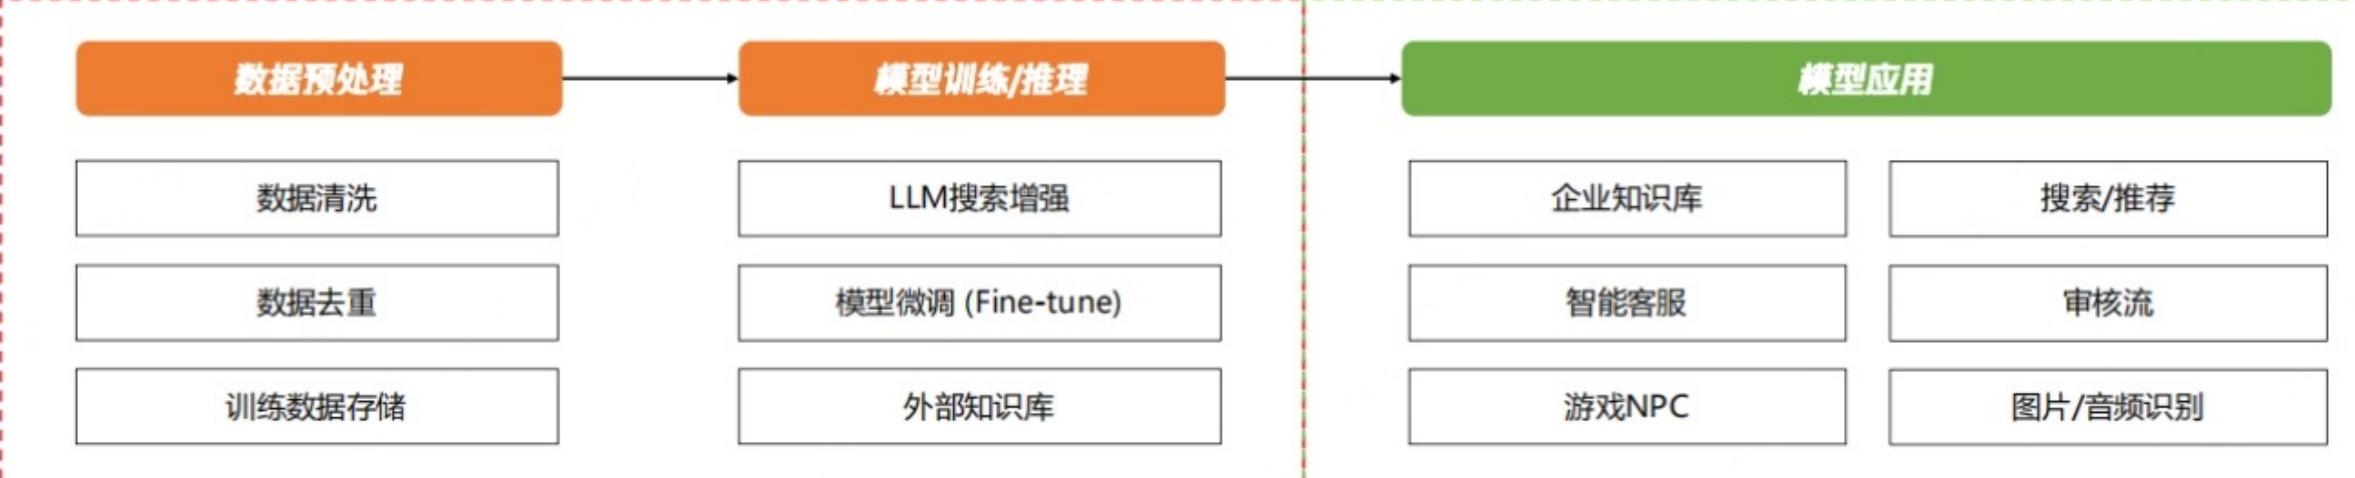 数据预处理
模型训练/推理
模型应用
数据清洗
LLM搜索增强
企业知识库
搜索/推荐
数据去重
模型微调 (Fine-tune)
智能客服
审核流
训练数据存储
外部知识库
游戏NPC
图片/音频识别